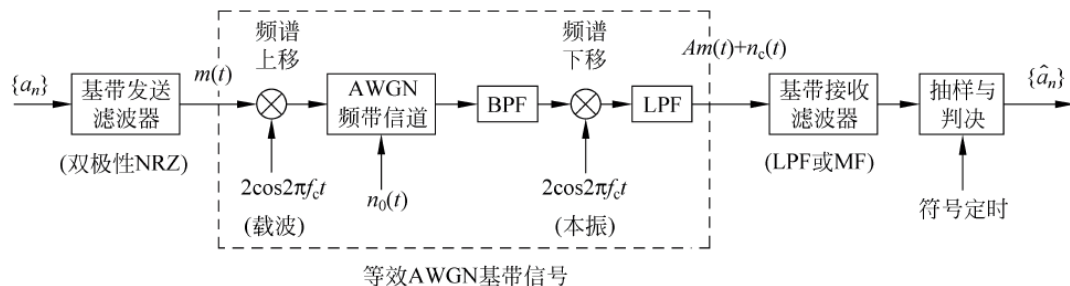 频谱
上移
频谱
下移
Am(t)+n_c(t)
{a_n}
基带发送
滤波器
m(t)
AWGN
频带信道
BPF
LPF
基带接收
滤波器
抽样与
判决
{â_n}
(双极性NRZ)
2cos2πf_ct
(载波)
n_0(t)
2cos2πf_ct
(本振)
(LPF或MF)
符号定时
等效AWGN基带信号